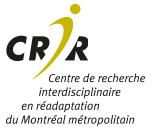 CRIR
Centre de recherche
interdisciplinaire
en réadaptation
du Montréal métropolitain